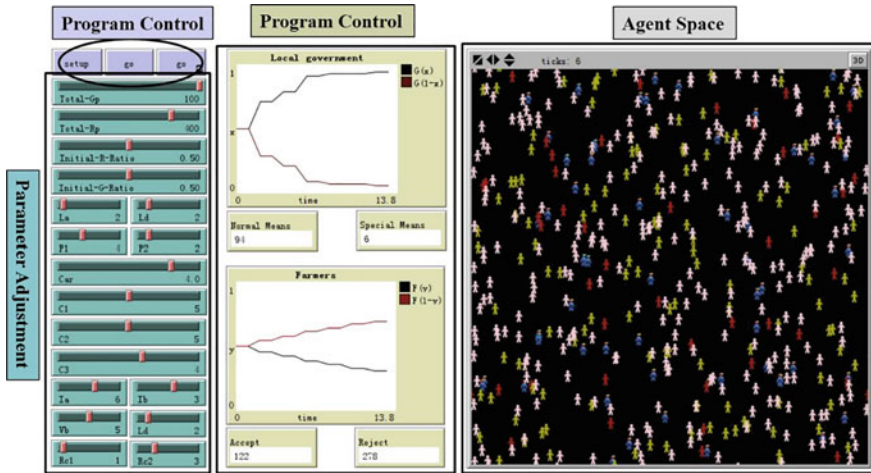 Program Control
Program Control
Agent Space
Parameter Adjustment
setup
go
go
Total-Gp 100
Total-Rp 400
Initial-R-Ratio 0.50
Initial-G-Ratio 0.50
La 2
Ld 2
P1 4
P2 2
Car 4.0
C1 5
C2 5
C3 4
Ia 6
Ib 3
Vb 5
Ld 2
Rc1 1
Rc2 3
Local government
1
x
0
0
time
13.8
G(x)
G(1-x)
Normal Means
94
Special Means
6
Farmers
1
y
0
0
time
13.8
F(y)
F(1-y)
Accept
122
Reject
278
ticks: 6
3D